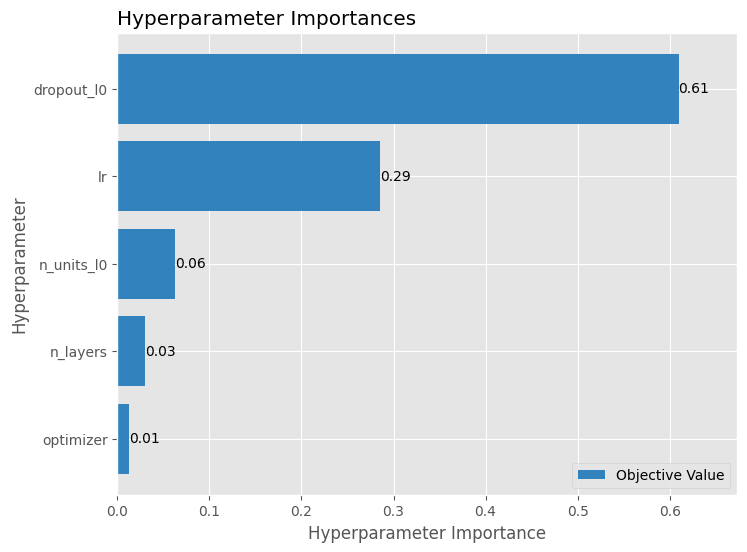 Hyperparameter Importances
Hyperparameter
dropout_l0
0.61
lr
0.29
n_units_l0
0.06
n_layers
0.03
optimizer
0.01
Objective Value
0.0 0.1 0.2 0.3 0.4 0.5 0.6
Hyperparameter Importance